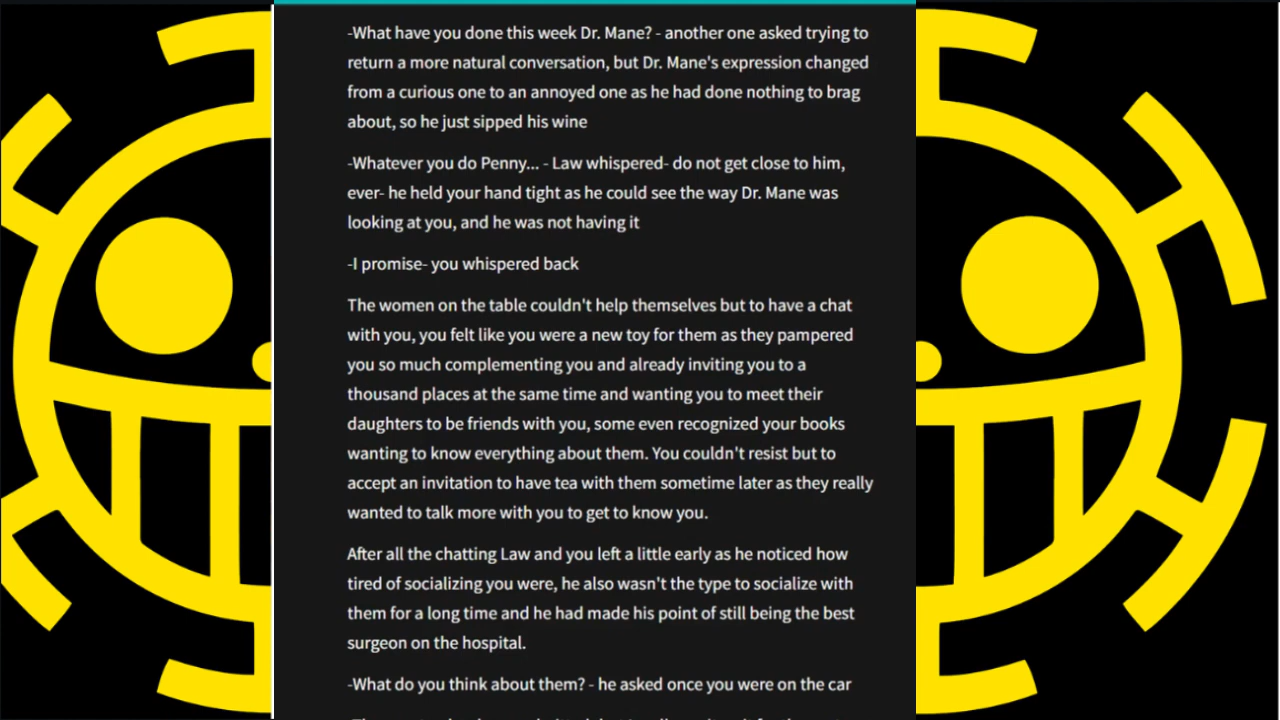 -What have you done this week Dr. Mane? - another one asked trying to
return a more natural conversation, but Dr. Mane's expression changed
from a curious one to an annoyed one as he had done nothing to brag
about, so he just sipped his wine
-Whatever you do Penny... - Law whispered- do not get close to him,
ever- he held your hand tight as he could see the way Dr. Mane was
looking at you, and he was not having it
-I promise- you whispered back
The women on the table couldn't help themselves but to have a chat
with you, you felt like you were a new toy for them as they pampered
you so much complementing you and already inviting you to a
thousand places at the same time and wanting you to meet their
daughters to be friends with you, some even recognized your books
wanting to know everything about them. You couldn't resist but to
accept an invitation to have tea with them sometime later as they really
wanted to talk more with you to get to know you.
After all the chatting Law and you left a little early as he noticed how
tired of socializing you were, he also wasn't the type to socialize with
them for a long time and he had made his point of still being the best
surgeon on the hospital.
-What do you think about them? - he asked once you were on the car